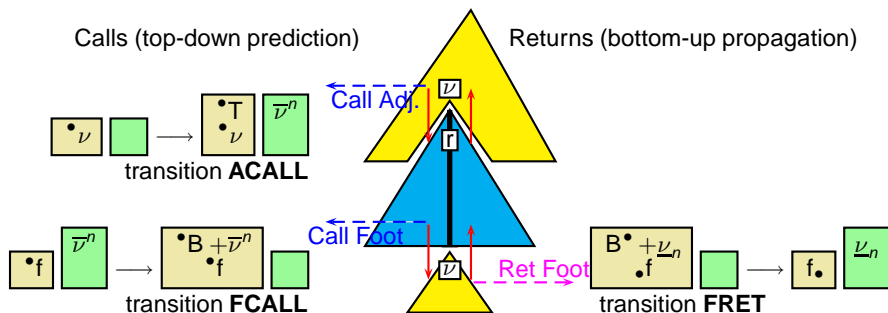 Calls (top-down prediction) Returns (bottom-up propagation)
ν
Call Adj.
•T ν̅ⁿ
•ν ⟶ •ν
r
transition ACALL
Call Foot
ν̅ⁿ •B +ν̅ⁿ B• +ν̲ₙ ν̲ₙ
•f ⟶ •f •f ⟶ f•
ν
Ret Foot
transition FCALL transition FRET